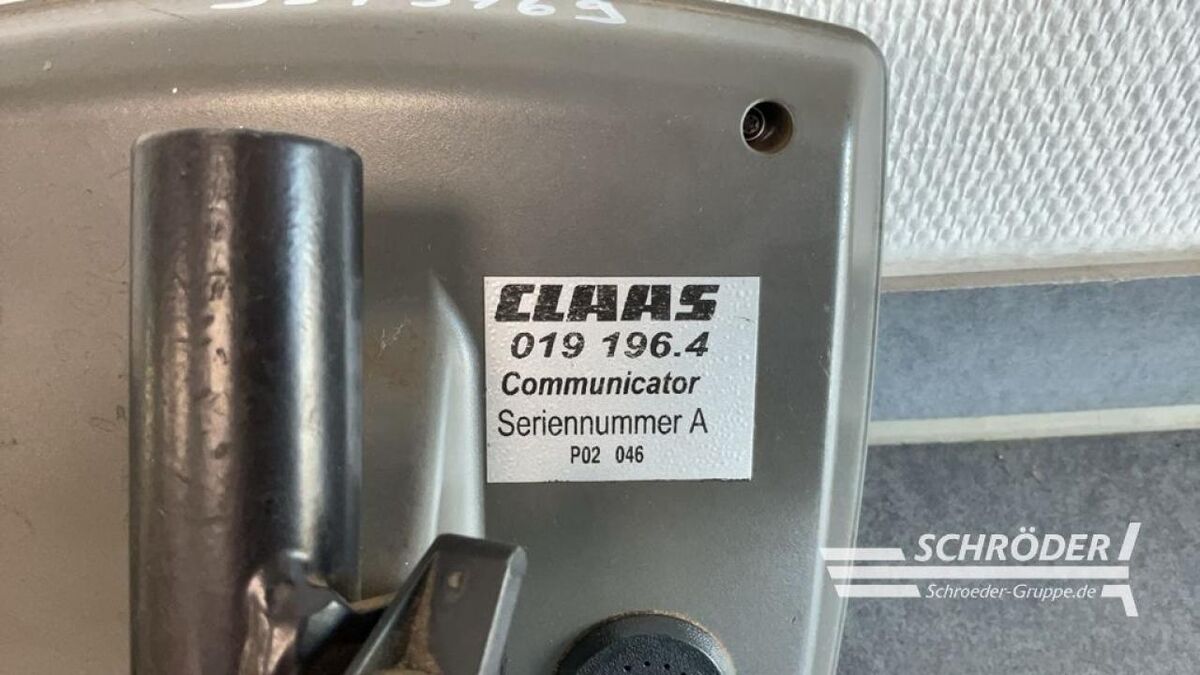 CLAAS
019 196.4
Communicator
Seriennummer A
P02 046
SCHRÖDER
Schroeder-Gruppe.de